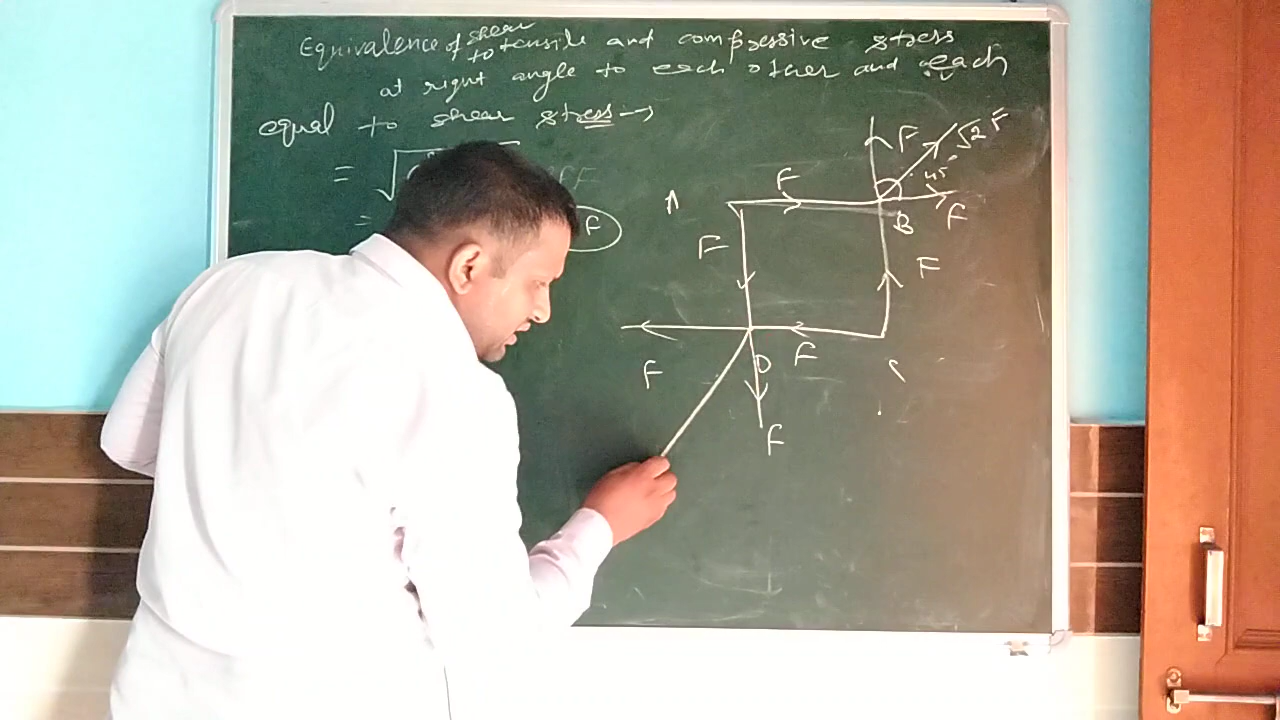 Equivalence of shear to tensile and compressive stress
at right angle to each other and each
equal to shear stress →
= √
=
F
F √2 F
45°
A F B F
F F
F D F C
F